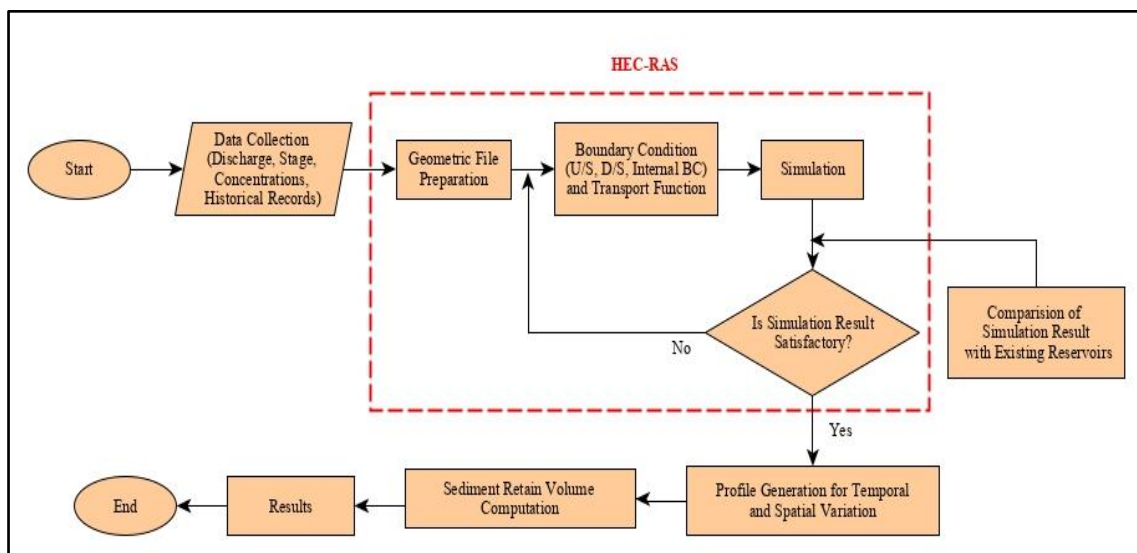 HEC-RAS
Start
Data Collection
(Discharge, Stage,
Concentrations,
Historical Records)
Geometric File
Preparation
Boundary Condition
(U/S, D/S, Internal BC)
and Transport Function
Simulation
Is Simulation Result
Satisfactory?
No
Comparision of
Simulation Result
with Existing Reservoirs
Yes
Profile Generation for Temporal
and Spatial Variation
Sediment Retain Volume
Computation
Results
End